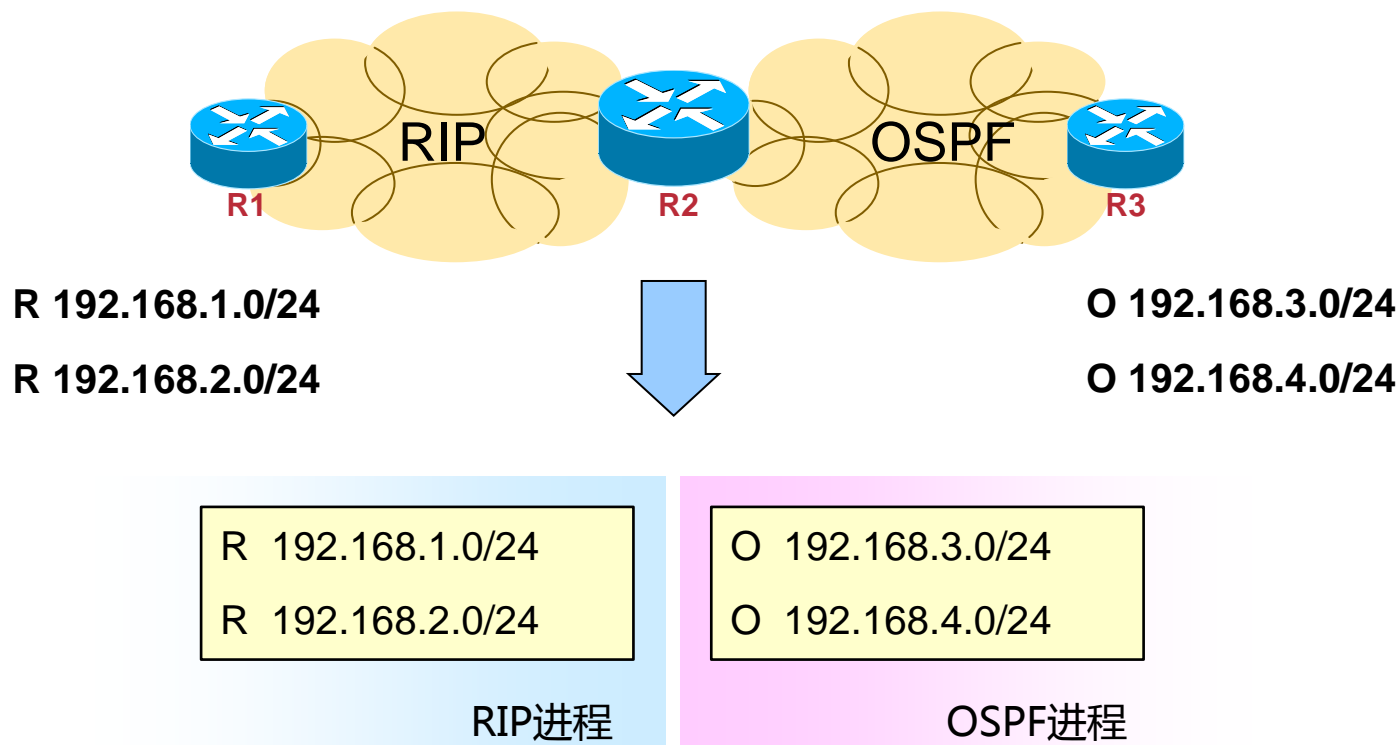 RIP
OSPF
R1
R2
R3
R 192.168.1.0/24
R 192.168.2.0/24
O 192.168.3.0/24
O 192.168.4.0/24
R 192.168.1.0/24
R 192.168.2.0/24
RIP进程
O 192.168.3.0/24
O 192.168.4.0/24
OSPF进程